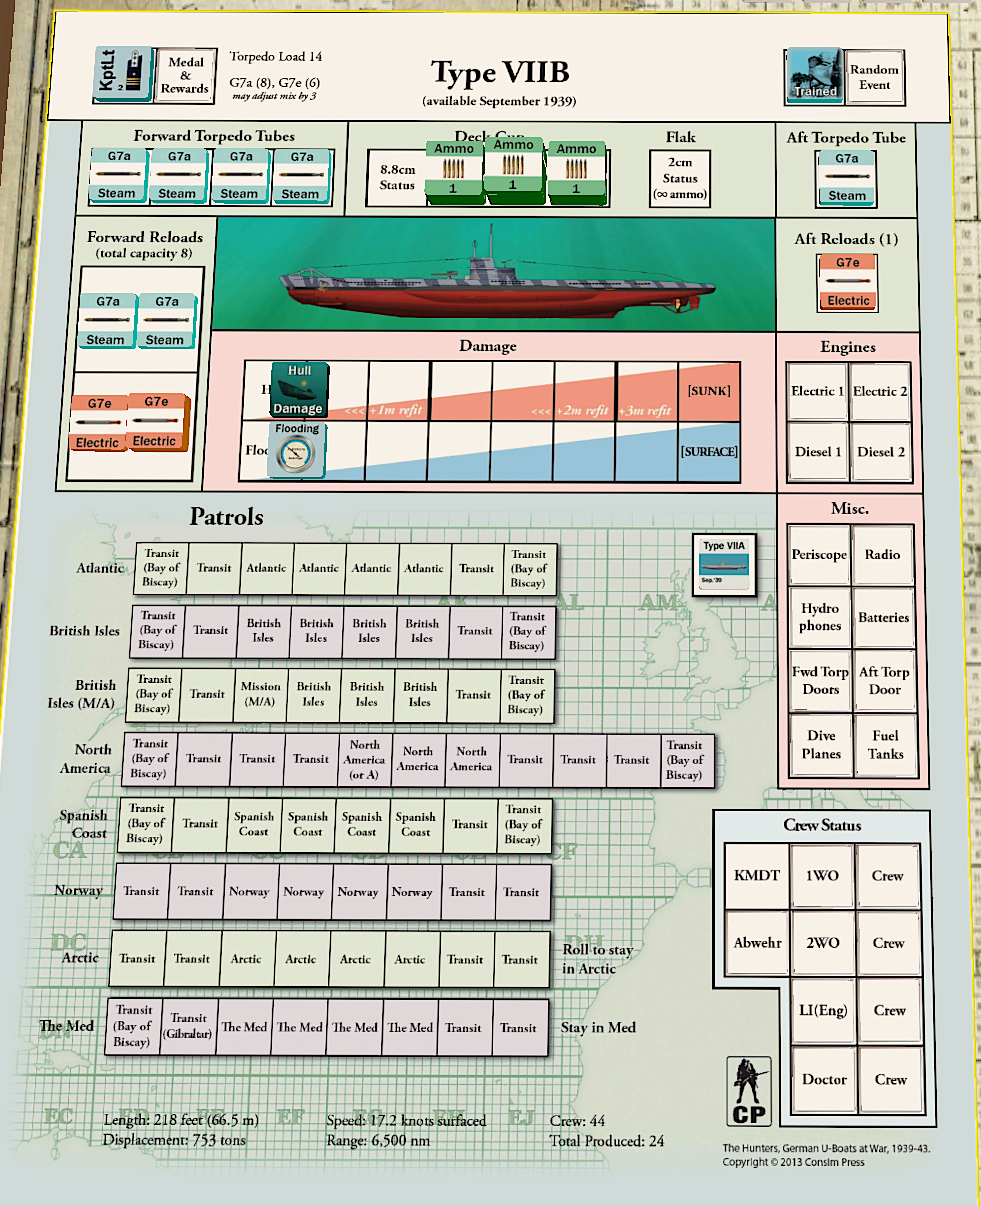 KptLt
2
Medal
&
Rewards
Torpedo Load 14
G7a (8), G7e (6)
may adjust mix by 3
Type VIIB
(available September 1939)
Trained
Random
Event
Forward Torpedo Tubes
G7a
Steam
G7a
Steam
G7a
Steam
G7a
Steam
Deck
8.8cm
Status
Ammo
1
Ammo
1
Ammo
1
Flak
2cm
Status
(∞ ammo)
Aft Torpedo Tube
G7a
Steam
Forward Reloads
(total capacity 8)
G7a
Steam
G7a
Steam
G7e
Electric
G7e
Electric
Aft Reloads (1)
G7e
Electric
Damage
Hull
Damage
<<< +1m refit
<<< +2m refit
+3m refit
[SUNK]
Flooding
[SURFACE]
Engines
Electric 1
Electric 2
Diesel 1
Diesel 2
Misc.
Periscope
Radio
Hydro
phones
Batteries
Fwd Torp
Doors
Aft Torp
Door
Dive
Planes
Fuel
Tanks
Patrols
Type VIIA
Sep.'39
Atlantic
Transit
(Bay of
Biscay)
Transit
Atlantic
Atlantic
Atlantic
Atlantic
Transit
Transit
(Bay of
Biscay)
AK
AL
AM
British Isles
Transit
(Bay of
Biscay)
Transit
British
Isles
British
Isles
British
Isles
British
Isles
Transit
Transit
(Bay of
Biscay)
British
Isles (M/A)
Transit
(Bay of
Biscay)
Transit
Mission
(M/A)
British
Isles
British
Isles
British
Isles
Transit
Transit
(Bay of
Biscay)
North
America
Transit
(Bay of
Biscay)
Transit
Transit
Transit
North
America
(or A)
North
America
North
America
Transit
Transit
Transit
Transit
(Bay of
Biscay)
Spanish
Coast
Transit
(Bay of
Biscay)
Transit
Spanish
Coast
Spanish
Coast
Spanish
Coast
Spanish
Coast
Transit
Transit
(Bay of
Biscay)
CA
CF
Norway
Transit
Transit
Norway
Norway
Norway
Norway
Transit
Transit
DC
DH
Arctic
Transit
Transit
Arctic
Arctic
Arctic
Arctic
Transit
Transit
Roll to stay
in Arctic
The Med
Transit
(Bay of
Biscay)
Transit
(Gibraltar)
The Med
The Med
The Med
The Med
Transit
Transit
Stay in Med
Crew Status
KMDT
1WO
Crew
Abwehr
2WO
Crew
LI(Eng)
Crew
Doctor
Crew
CP
EC
EF
EJ
Length: 218 feet (66.5 m)
Displacement: 753 tons
Speed: 17.2 knots surfaced
Range: 6,500 nm
Crew: 44
Total Produced: 24
The Hunters, German U-Boats at War, 1939-43.
Copyright © 2013 Consim Press